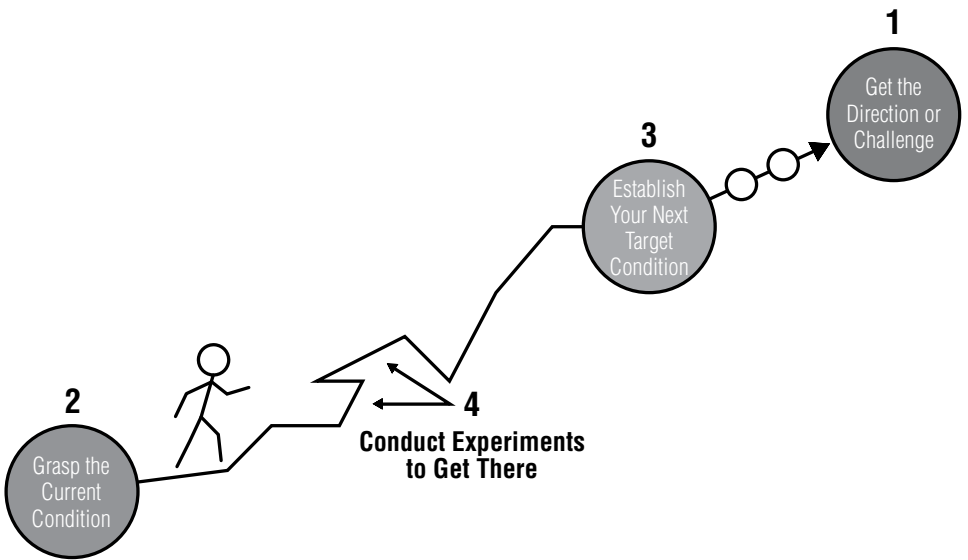 1
Get the
Direction or
Challenge
3
Establish
Your Next
Target
Condition
2
Grasp the
Current
Condition
4
Conduct Experiments
to Get There